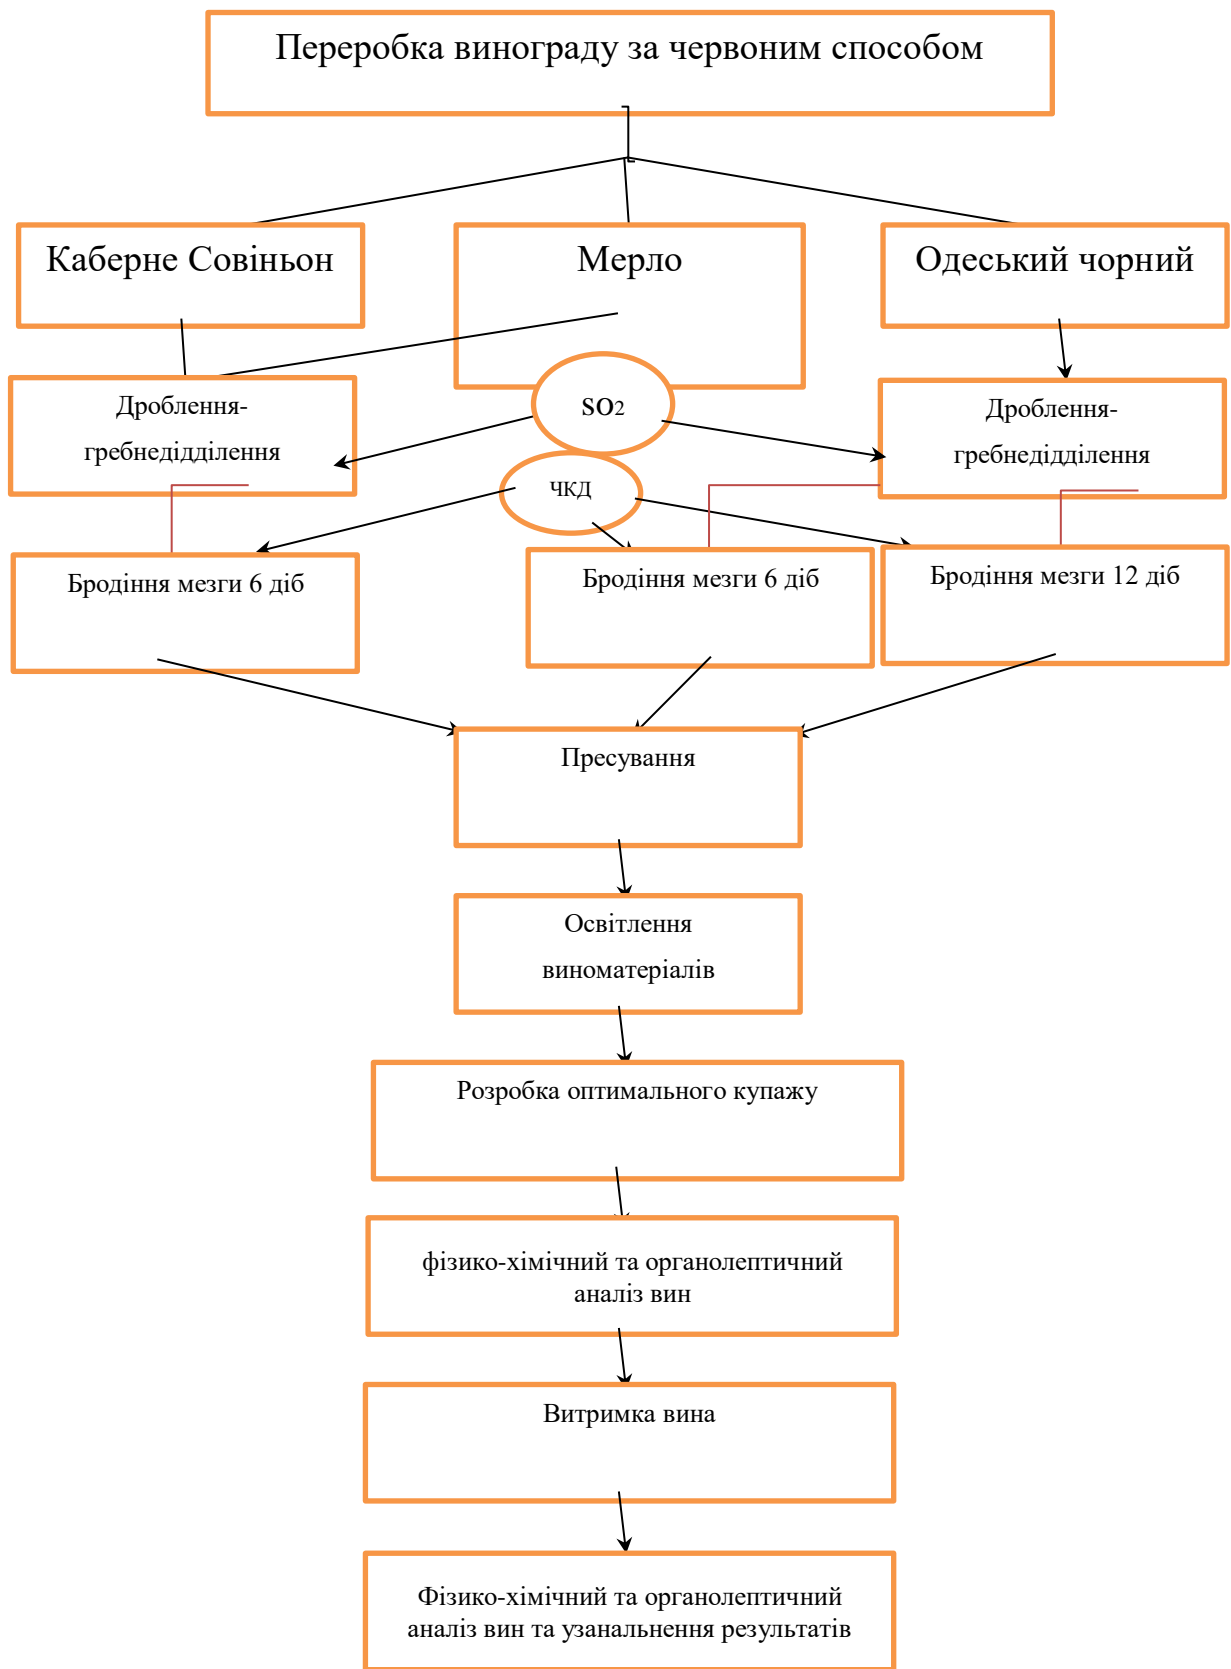 Переробка винограду за червоним способом
Каберне Совіньон
Мерло
Одеський чорний
Дроблення-
гребнедідділення
SO2
Дроблення-
гребнедідділення
ЧКД
Бродіння мезги 6 діб
Бродіння мезги 6 діб
Бродіння мезги 12 діб
Пресування
Освітлення
виноматеріалів
Розробка оптимального купажу
фізико-хімічний та органолептичний
аналіз вин
Витримка вина
Фізико-хімічний та органолептичний
аналіз вин та узанальнення результатів